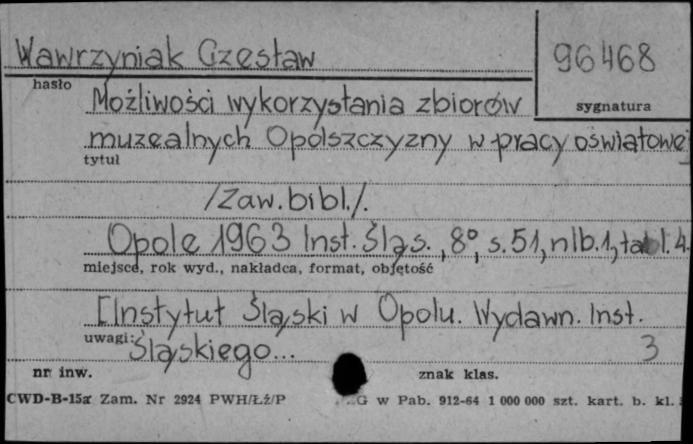 Wawrzyniak Czesław
96468
hasło
sygnatura
Możliwości wykorzystania zbiorów
muzealnych Opolszczyzny w pracy oświatowej
tytuł
/Zaw. bibl./.
Opole 1963 Inst. Śląs., 8°, s. 51, nlb. 1, tabl. 4.
miejsce, rok wyd., nakładca, format, objętość
[Instytut Śląski w Opolu. Wydawn. Inst.
uwagi: Śląskiego...
3
nr inw.
znak klas.
CWD-B-15a Zam. Nr 2924 PWH/Łż/P
G w Pab. 912-64 1 000 000 szt. kart. b. kl.